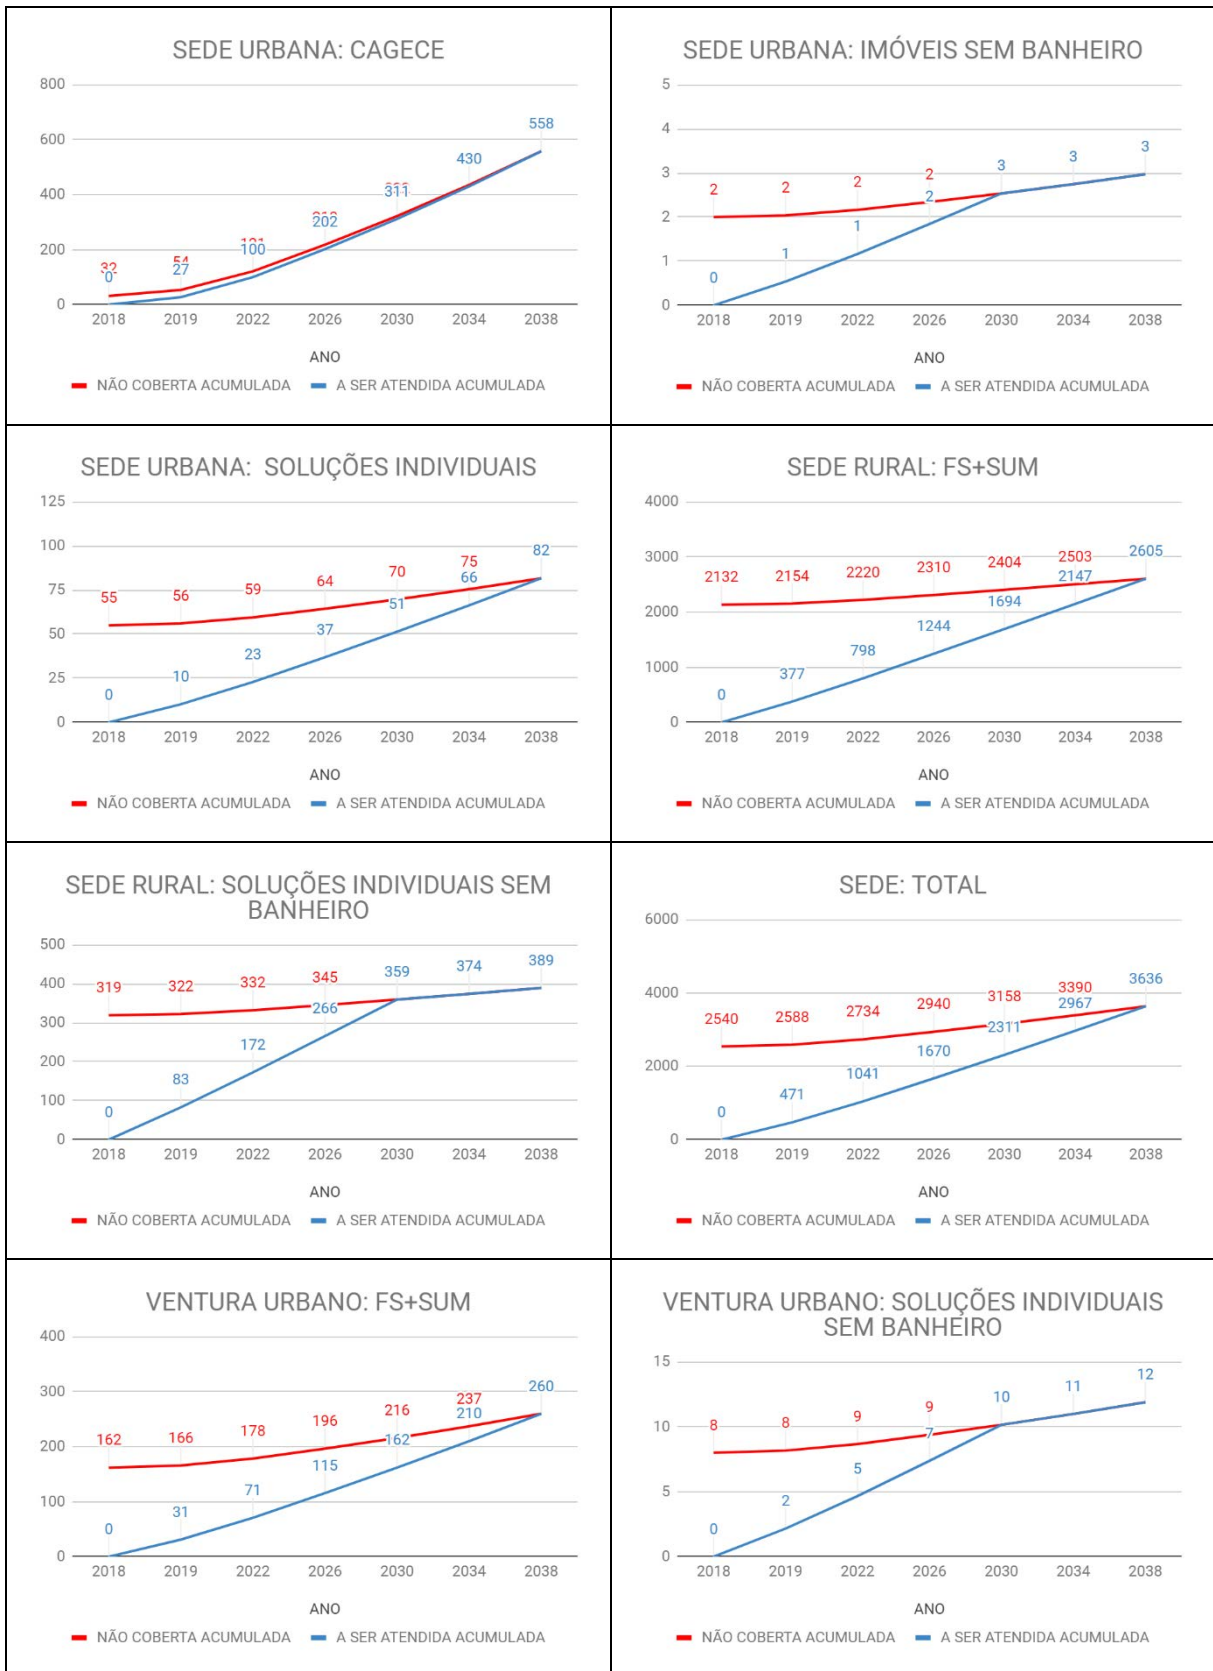 SEDE URBANA: CAGECE
800
600
400
200
0
558
430
311
202
100
54
27
32
0
2018 2019 2022 2026 2030 2034 2038
ANO
NÃO COBERTA ACUMULADA A SER ATENDIDA ACUMULADA
SEDE URBANA: IMÓVEIS SEM BANHEIRO
5
4
3
2
1
0
2 2 2 2 3 3 3
0 1 1 2
2018 2019 2022 2026 2030 2034 2038
ANO
NÃO COBERTA ACUMULADA A SER ATENDIDA ACUMULADA
SEDE URBANA: SOLUÇÕES INDIVIDUAIS
125
100
75
50
25
0
55 56 59 64 70 75 82
0 10 23 37 51 66
2018 2019 2022 2026 2030 2034 2038
ANO
NÃO COBERTA ACUMULADA A SER ATENDIDA ACUMULADA
SEDE RURAL: FS+SUM
4000
3000
2000
1000
0
2132 2154 2220 2310 2404 2503 2605
0 377 798 1244 1694 2147
2018 2019 2022 2026 2030 2034 2038
ANO
NÃO COBERTA ACUMULADA A SER ATENDIDA ACUMULADA
SEDE RURAL: SOLUÇÕES INDIVIDUAIS SEM
BANHEIRO
500
400
300
200
100
0
319 322 332 345 359 374 389
0 83 172 266
2018 2019 2022 2026 2030 2034 2038
ANO
NÃO COBERTA ACUMULADA A SER ATENDIDA ACUMULADA
SEDE: TOTAL
6000
4000
2000
0
2540 2588 2734 2940 3158 3390 3636
0 471 1041 1670 2311 2967
2018 2019 2022 2026 2030 2034 2038
ANO
NÃO COBERTA ACUMULADA A SER ATENDIDA ACUMULADA
VENTURA URBANO: FS+SUM
400
300
200
100
0
162 166 178 196 216 237 260
0 31 71 115 162 210
2018 2019 2022 2026 2030 2034 2038
ANO
NÃO COBERTA ACUMULADA A SER ATENDIDA ACUMULADA
VENTURA URBANO: SOLUÇÕES INDIVIDUAIS
SEM BANHEIRO
15
10
5
0
8 8 9 9 10 11 12
0 2 5 7
2018 2019 2022 2026 2030 2034 2038
ANO
NÃO COBERTA ACUMULADA A SER ATENDIDA ACUMULADA